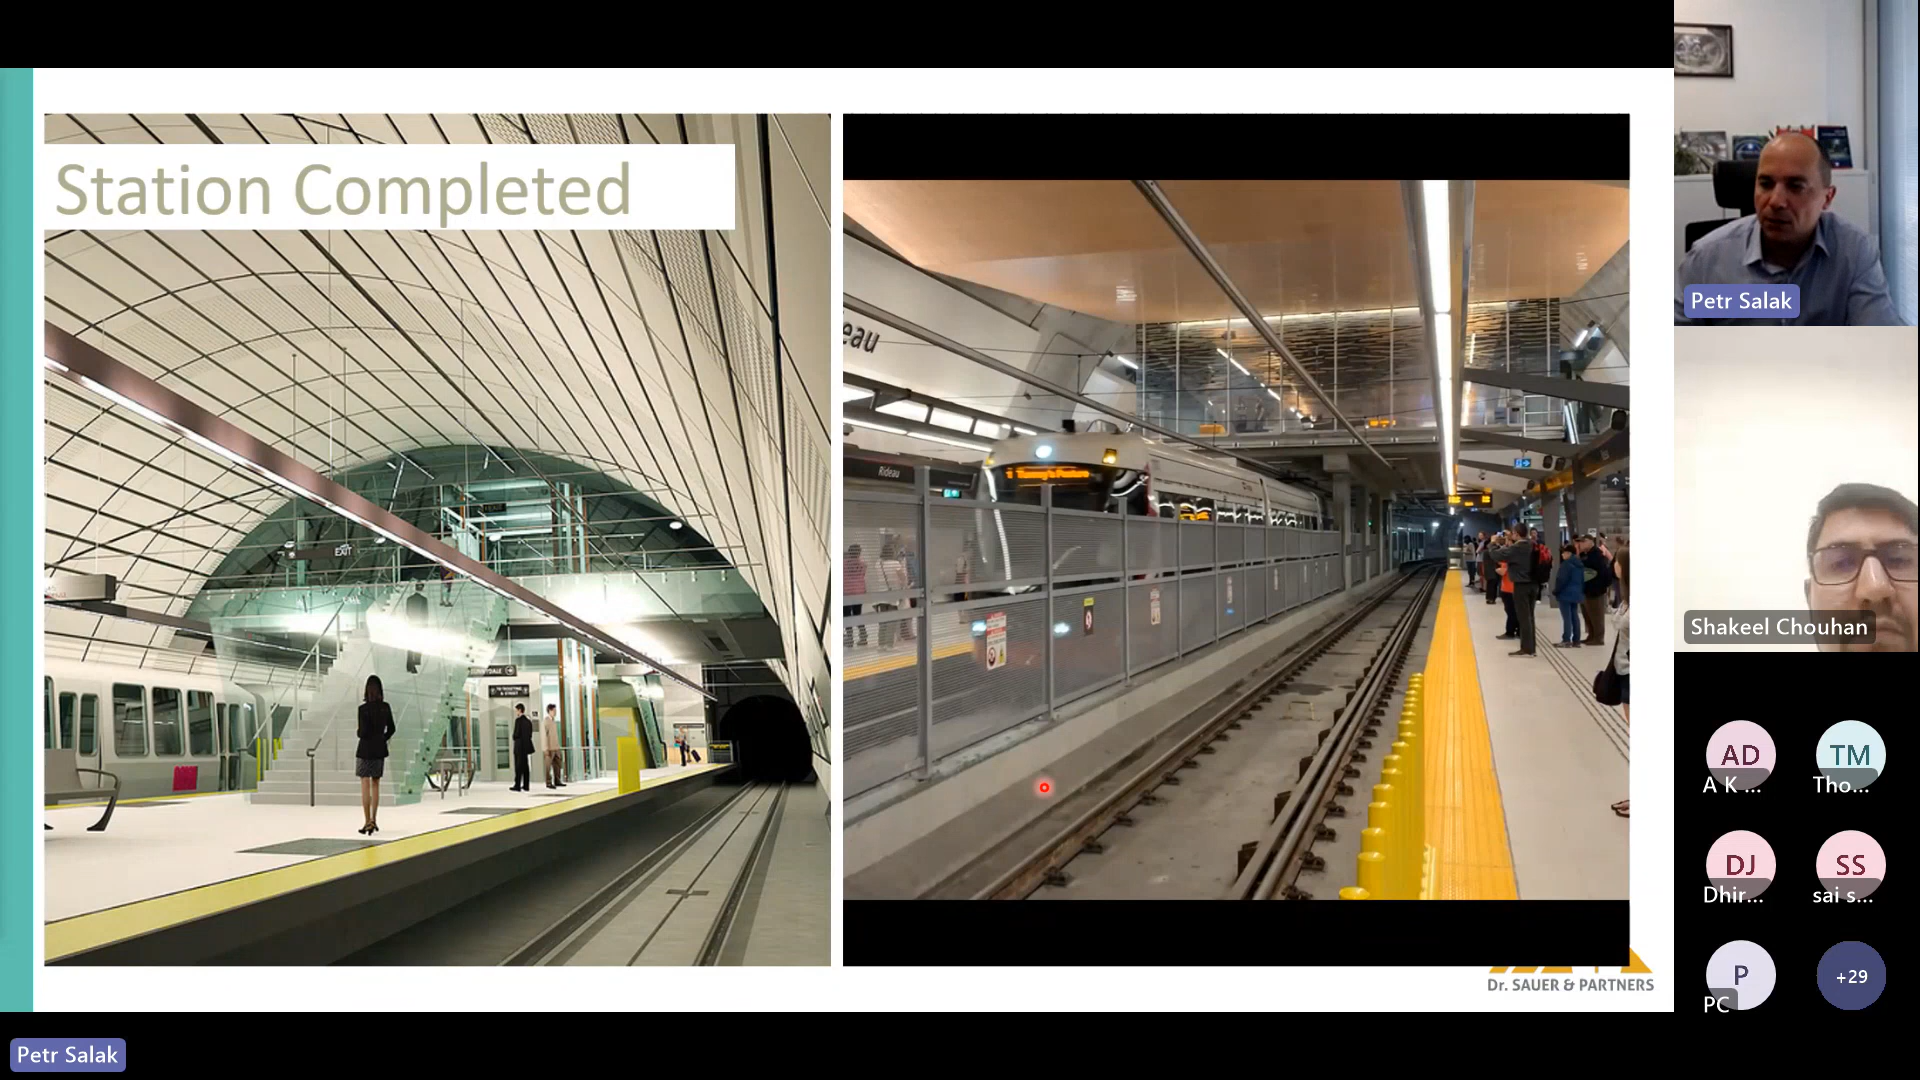 Station Completed
EXIT
eau
Rideau
Dr. SAUER & PARTNERS
Petr Salak
Petr Salak
Shakeel Chouhan
AD
A K ...
TM
Tho...
DJ
Dhir...
SS
sai s...
P
PC
+29